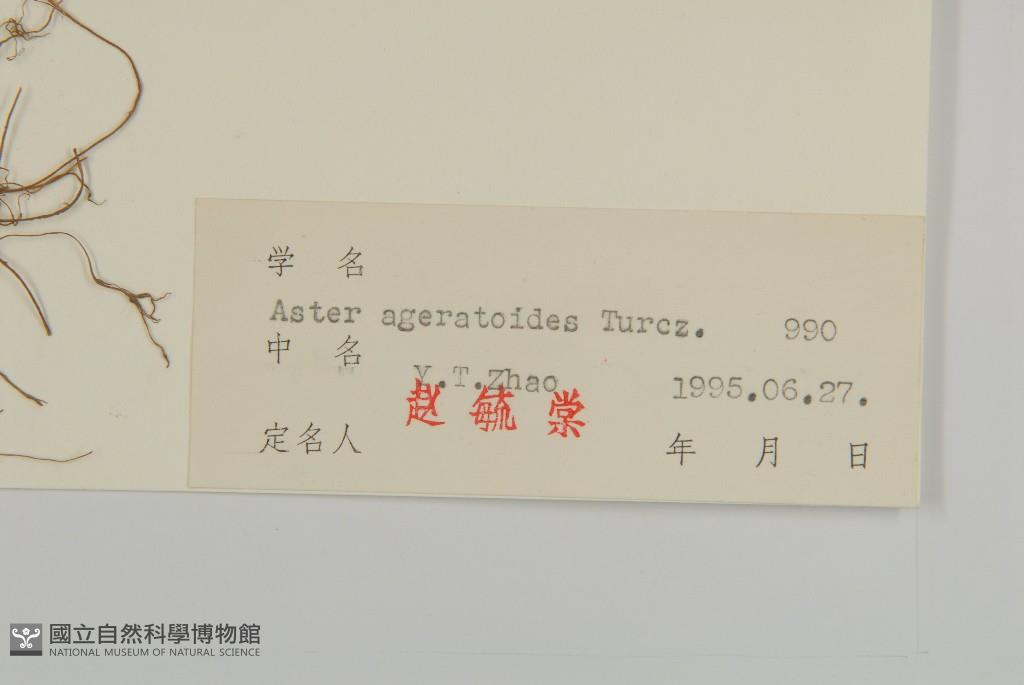 学 名
Aster ageratoides Turcz. 990
中 名
Y.T.Zhao 1995.06.27.
赵 毓 棠
定名人 年 月 日
國立自然科學博物館
NATIONAL MUSEUM OF NATURAL SCIENCE